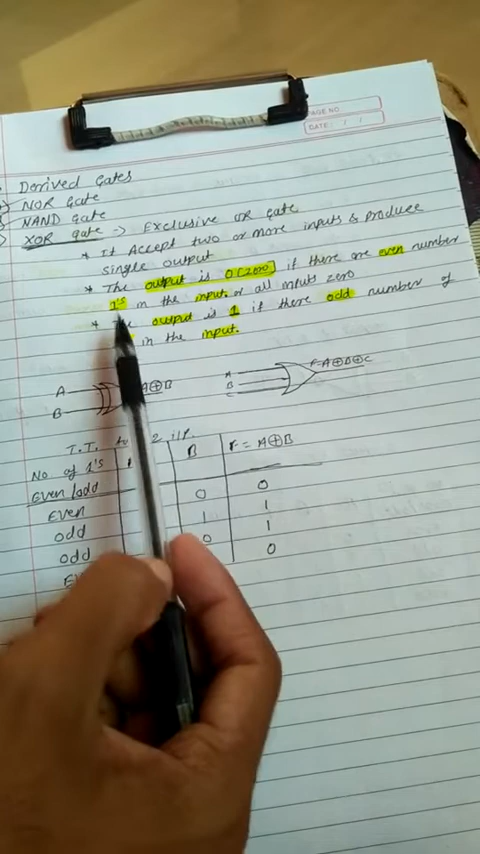 PAGE NO.
DATE: / /
Derived Gates
NOR Gate
NAND Gate
XOR gate -> Exclusive OR gate
* It Accept two or more inputs & produce
single output
* The output is 0 (zero) if there are even number
1's in the input or all inputs zero
* output is 1 if there odd number of
in the input.
A
B
A⊕B
A
B
F=A⊕B⊕C
T.T. 2 i/p.
No of 1's
Even/odd
B
F = A⊕B
Even
0
0
odd
1
1
odd
0
1
0